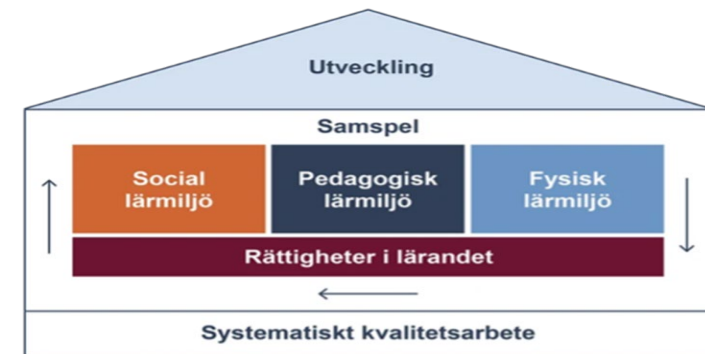 Utveckling
Samspel
Social
lärmiljö
Pedagogisk
lärmiljö
Fysisk
lärmiljö
Rättigheter i lärandet
Systematiskt kvalitetsarbete